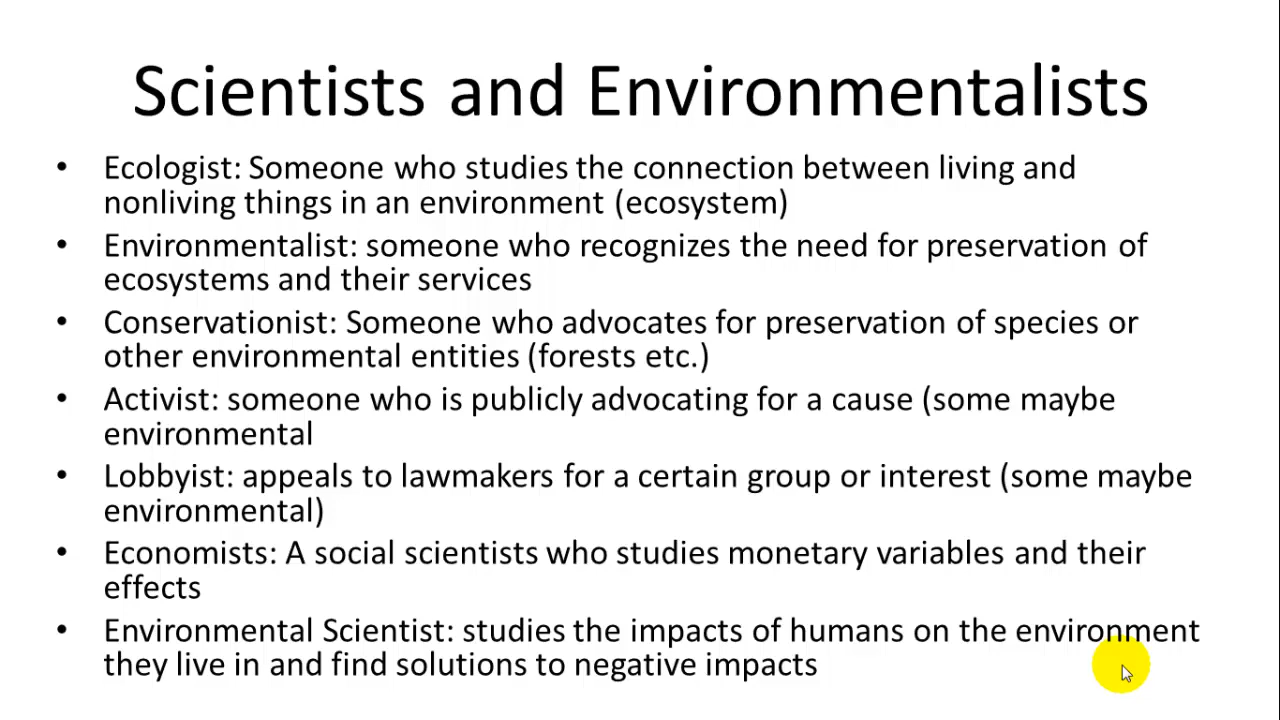 Scientists and Environmentalists
• Ecologist: Someone who studies the connection between living and
nonliving things in an environment (ecosystem)
• Environmentalist: someone who recognizes the need for preservation of
ecosystems and their services
• Conservationist: Someone who advocates for preservation of species or
other environmental entities (forests etc.)
• Activist: someone who is publicly advocating for a cause (some maybe
environmental
• Lobbyist: appeals to lawmakers for a certain group or interest (some maybe
environmental)
• Economists: A social scientists who studies monetary variables and their
effects
• Environmental Scientist: studies the impacts of humans on the environment
they live in and find solutions to negative impacts